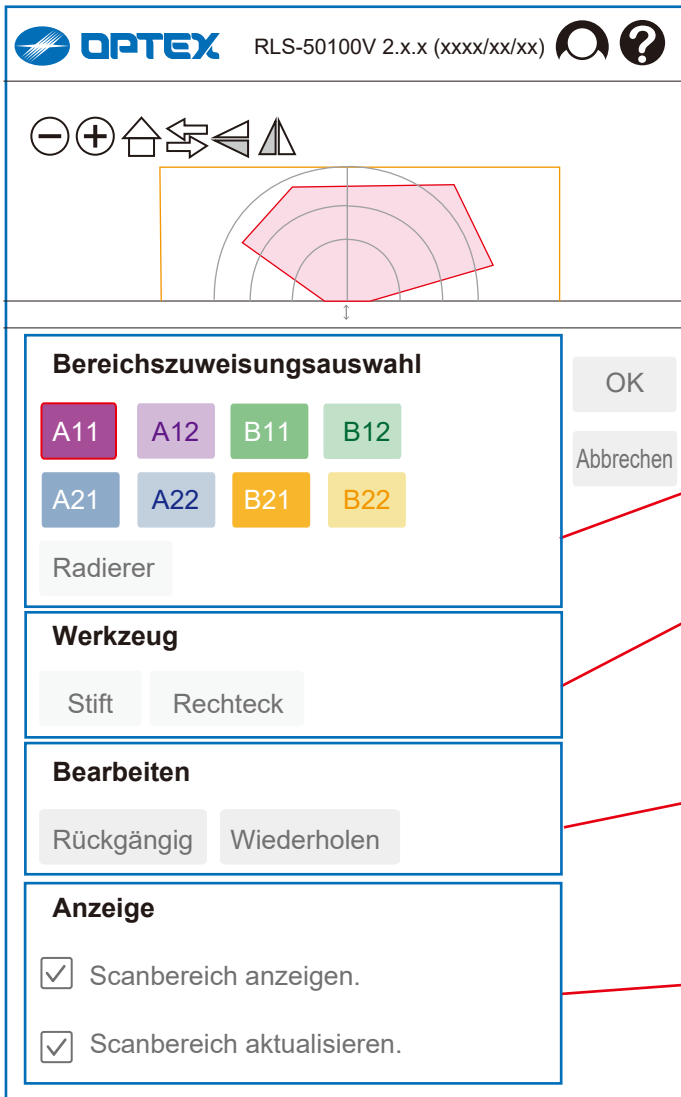 OPTEX RLS-50100V 2.x.x (xxxx/xx/xx)
Bereichszuweisungsauswahl
OK
A11 A12 B11 B12
Abbrechen
A21 A22 B21 B22
Radierer
Werkzeug
Stift Rechteck
Bearbeiten
Rückgängig Wiederholen
Anzeige
Scanbereich anzeigen.
Scanbereich aktualisieren.